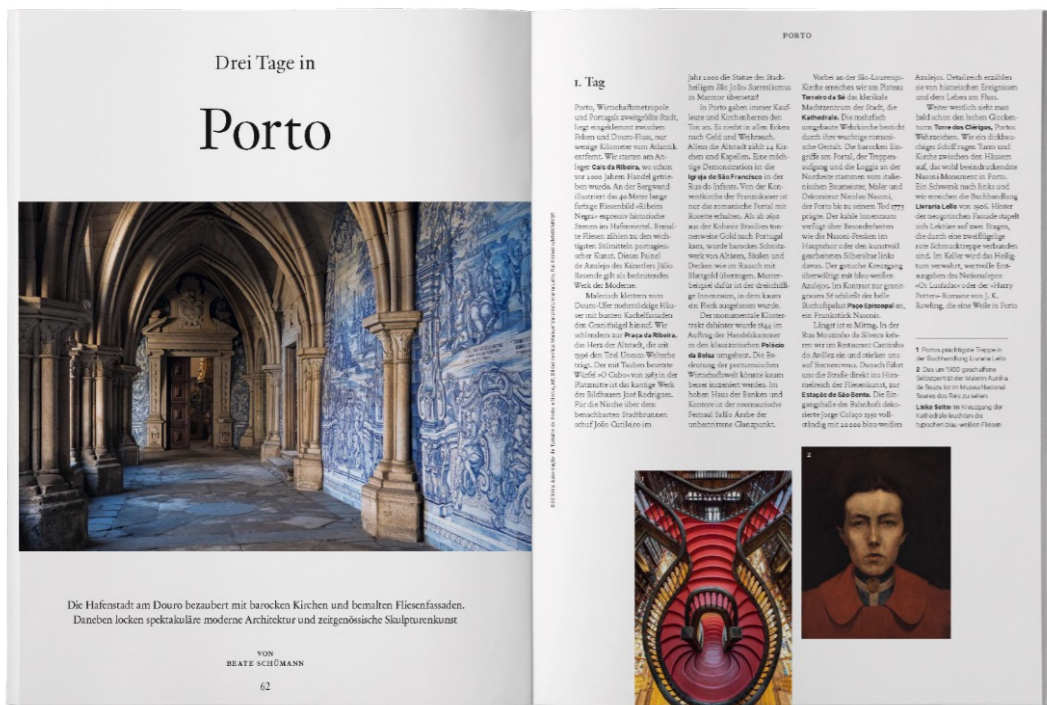 Drei Tage in
Porto
Die Hafenstadt am Douro bezaubert mit barocken Kirchen und bemalten Fliesenfassaden.
Daneben locken spektakuläre moderne Architektur und zeitgenössische Skulpturenkunst
VON
BEATE SCHÜMANN
62
PORTO
1. Tag
Porto, Wirtschaftsmetropole
und Portugals zweitgrößte Stadt,
liegt eingeklemmt zwischen
Felsen und Douro-Fluss, nur
wenige Kilometer vom Atlantik
entfernt. Wir starten am An-
leger Cais da Ribeira, wo schon
vor 2000 Jahren Handel getrie-
ben wurde. An der Bergwand
illustriert das 40 Meter lange
farbige Fliesenbild »Ribeira
Negra« expressiv historische
Szenen im Hafenviertel. Bemal-
te Fliesen zählen zu den wich-
tigsten Stilmitteln portugiesi-
scher Kunst. Dieses Panel
de Azulejo des Künstlers Júlio
Resende gilt als bedeutendes
Werk der Moderne.
Malerisch klettern vom
Douro-Ufer mehrstöckige Häu-
ser mit bunten Kachelfassaden
den Granithügel hinauf. Wir
schlendern zur Praça da Ribeira,
das Herz der Altstadt, die seit
1996 den Titel Unesco-Welterbe
trägt. Der mit Tauben besetzte
Würfel »O Cubo« von 1983 in der
Platzmitte ist das kantige Werk
des Bildhauers José Rodrigues.
Für die Nische über dem
benachbarten Stadtbrunnen
schuf João Cutileiro im
Jahr 2000 die Statue des Stadt-
heiligen São João: Surrealismus
in Marmor übersetzt!
In Porto gaben immer Kauf-
leute und Kirchenherren den
Ton an. Es riecht in allen Ecken
nach Geld und Weihrauch.
Allein die Altstadt zählt 24 Kir-
chen und Kapellen. Eine mäch-
tige Demonstration ist die
Igreja de São Francisco in der
Rua do Infante. Von der Kon-
ventkirche der Franziskaner ist
nur das romanische Portal mit
Rosette erhalten. Als ab 1690
aus der Kolonie Brasilien ton-
nenweise Gold nach Portugal
kam, wurde barockes Schnitz-
werk von Altären, Säulen und
Decken wie im Rausch mit
Blattgold überzogen. Muster-
beispiel dafür ist der dreischiffi-
ge Innenraum, in dem kaum
ein Fleck ausgelassen wurde.
Der monumentale Kloster-
trakt dahinter wurde 1844 im
Auftrag der Handelskammer
in den klassizistischen Palácio
da Bolsa umgebaut. Die Be-
deutung der portuensischen
Wirtschaftswelt könnte kaum
besser inszeniert werden. Im
hohen Haus der Banken und
Kontore ist der neomaurische
Festsaal Salão Árabe der
unbestrittene Glanzpunkt.
Vorbei an der São-Lourenço-
Kirche erreichen wir am Plateau
Terreiro da Sé das klerikale
Machtzentrum der Stadt, die
Kathedrale. Die mehrfach
umgebaute Wehrkirche besticht
durch ihre wuchtige romani-
sche Gestalt. Die barocken Ein-
griffe am Portal, der Treppen-
aufgang und die Loggia an der
Nordseite stammen vom italie-
nischen Baumeister, Maler und
Dekorateur Nicolau Nasoni,
der Porto bis zu seinem Tod 1773
prägte. Der kahle Innenraum
verfügt über Besonderheiten
wie die Nasoni-Fresken im
Hauptchor oder den kunstvoll
gearbeiteten Silberaltar links
davon. Der gotische Kreuzgang
überwältigt mit blau-weißen
Azulejos. Im Kontrast zur granit-
grauen Sé schließt der helle
Bischofspalast Paço Episcopal an,
ein Prunkstück Nasonis.
Längst ist es Mittag. In der
Rua Mouzinho da Silveira keh-
ren wir im Restaurant Cantinho
do Avillez ein und stärken uns
auf Sterneniveau. Danach führt
uns die Straße direkt ins Him-
melreich der Fliesenkunst, zur
Estação de São Bento. Die Ein-
gangshalle des Bahnhofs deko-
rierte Jorge Colaço 1930 voll-
ständig mit 20 000 blau-weißen
Azulejos. Detailreich erzählen
sie von historischen Ereignissen
und dem Leben am Fluss.
Weiter westlich sieht man
bald schon den hohen Glocken-
turm Torre dos Clérigos, Portos
Wahrzeichen. Wie ein dickbau-
chiges Schiff ragen Turm und
Kirche zwischen den Häusern
auf, das wohl beeindruckendste
Nasoni-Monument in Porto.
Ein Schwenk nach links und
wir erreichen die Buchhandlung
Livraria Lello von 1906. Hinter
der neogotischen Fassade stapelt
sich Lektüre auf zwei Etagen,
die durch eine zweiflügelige
rote Schmucktreppe verbunden
sind. Im Keller wird das Heilig-
tum verwahrt, wertvolle Erst-
ausgaben des Nationalepos
»Os Lusíadas« oder der »Harry
Potter«-Romane von J. K.
Rowling, die eine Weile in Porto
1 Portos prächtigste Treppe in
der Buchhandlung Livraria Lello
2 Das um 1900 geschaffene
Selbstporträt der Malerin Aurélia
de Souza ist im Museu Nacional
Soares dos Reis zu sehen
Linke Seite: Im Kreuzgang der
Kathedrale leuchten die
typischen blau-weißen Fliesen
2